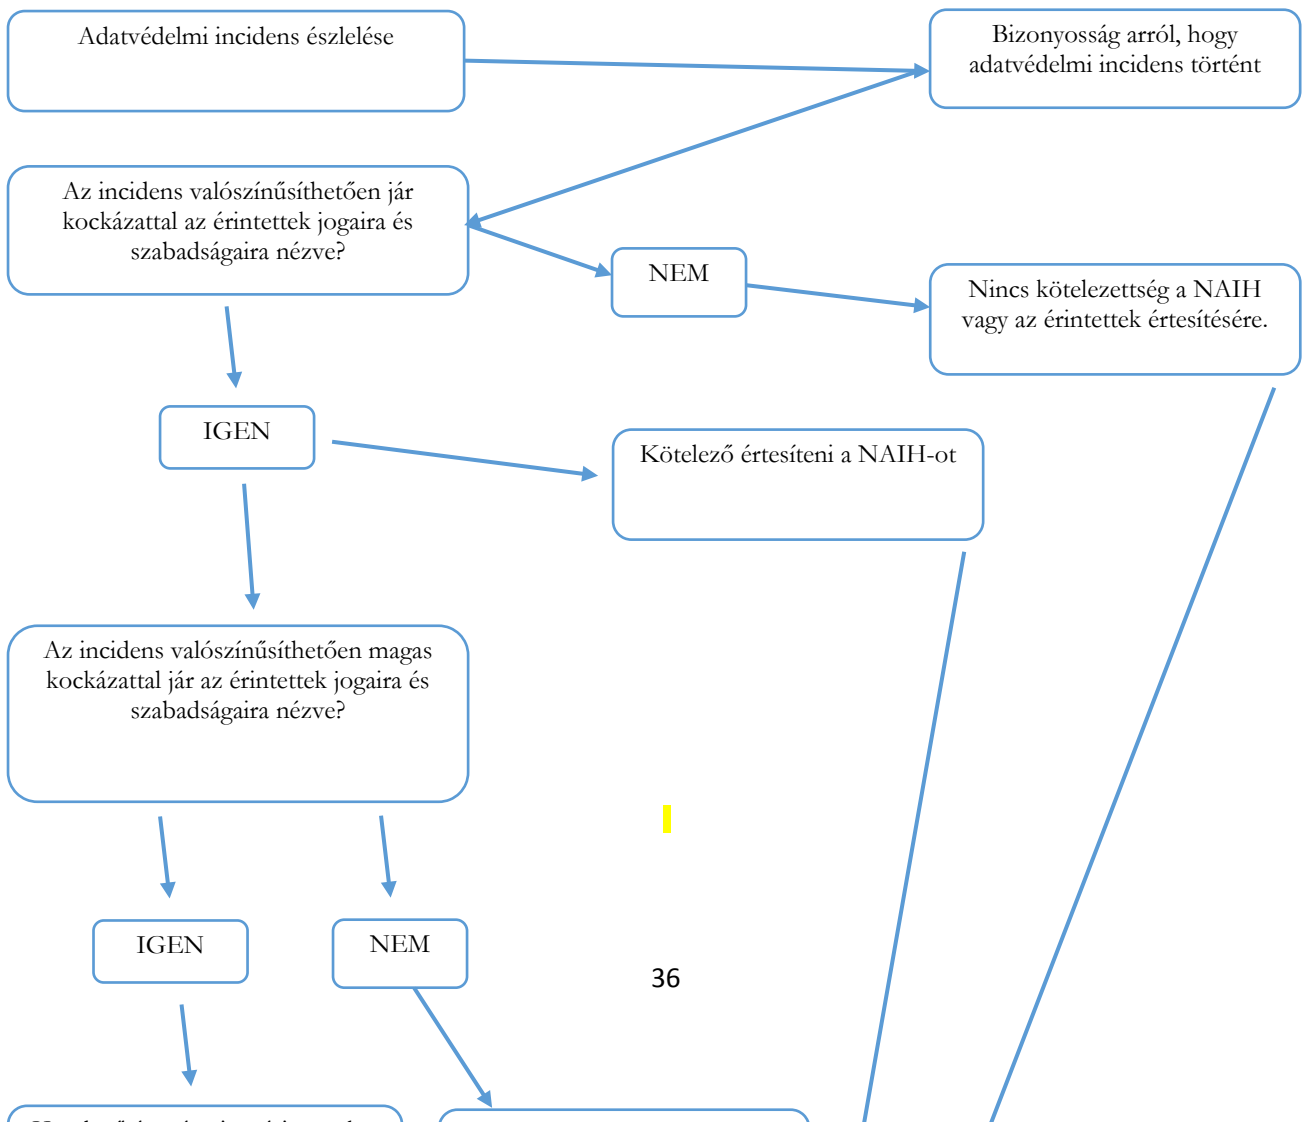 Adatvédelmi incidens észlelése
Bizonyosság arról, hogy
adatvédelmi incidens történt
Az incidens valószínűsíthetően jár
kockázattal az érintettek jogaira és
szabadságaira nézve?
NEM
Nincs kötelezettség a NAIH
vagy az érintettek értesítésére.
IGEN
Kötelező értesíteni a NAIH-ot
Az incidens valószínűsíthetően magas
kockázattal jár az érintettek jogaira és
szabadságaira nézve?
IGEN
NEM
36